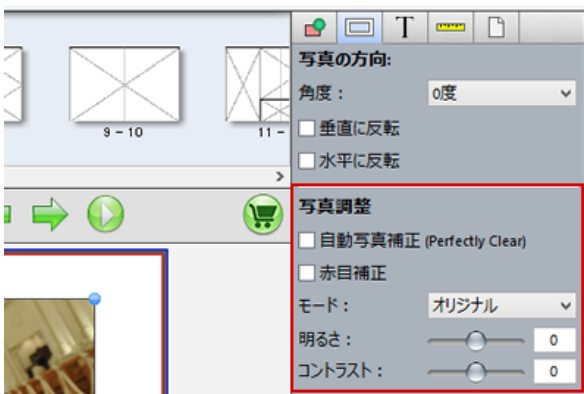 T
写真の方向:
角度： 0度
垂直に反転
水平に反転
9 - 10
11 -
写真調整
自動写真補正 (Perfectly Clear)
赤目補正
モード： オリジナル
明るさ： 0
コントラスト： 0